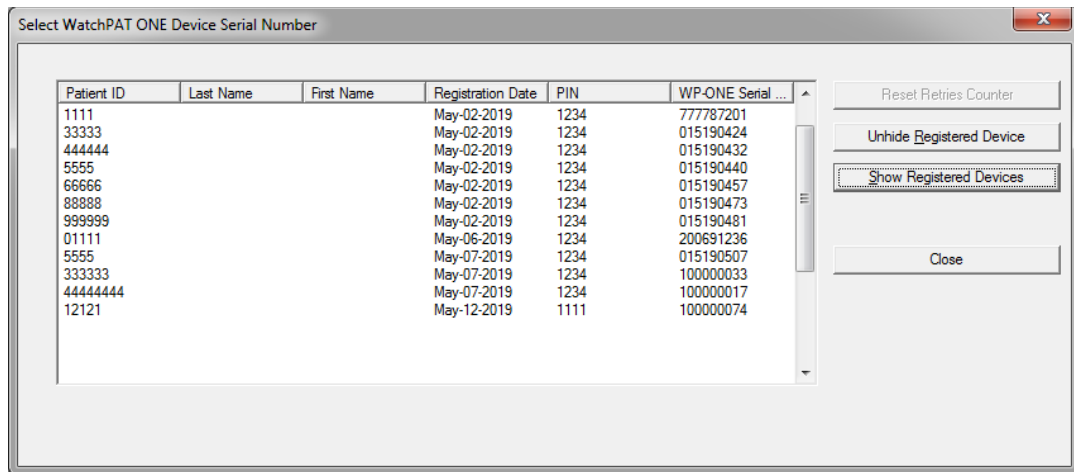 Select WatchPAT ONE Device Serial Number
Patient ID Last Name First Name Registration Date PIN WP-ONE Serial ...
1111 May-02-2019 1234 777787201
33333 May-02-2019 1234 015190424
444444 May-02-2019 1234 015190432
5555 May-02-2019 1234 015190440
66666 May-02-2019 1234 015190457
88888 May-02-2019 1234 015190473
999999 May-02-2019 1234 015190481
01111 May-06-2019 1234 200691236
5555 May-07-2019 1234 015190507
333333 May-07-2019 1234 100000033
44444444 May-07-2019 1234 100000017
12121 May-12-2019 1111 100000074
Reset Retries Counter
Unhide Registered Device
Show Registered Devices
Close